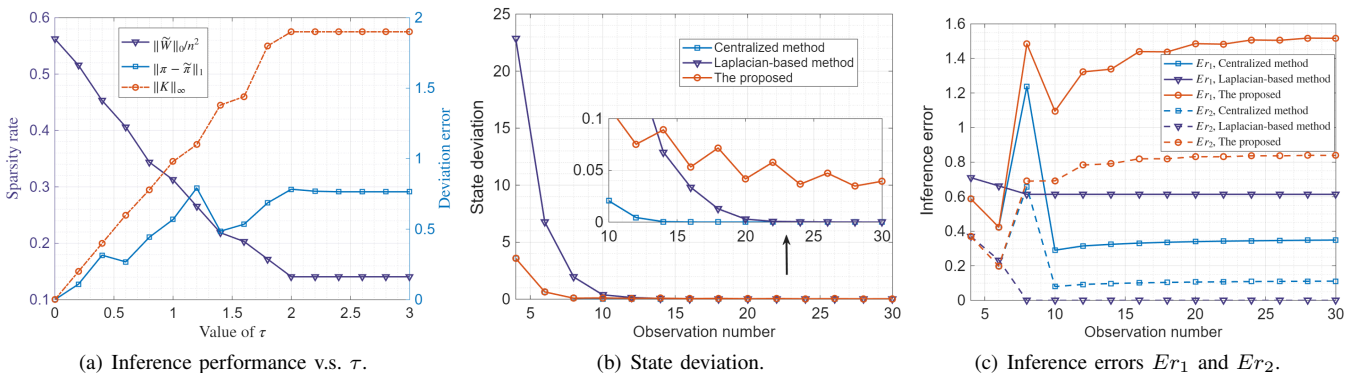 0.6
0.5
0.4
0.3
0.2
0.1
Sparsity rate
‖W̃‖₀/n²
‖π − π̃‖₁
‖K‖∞
2
1.5
1
0.5
0
Deviation error
0 0.5 1 1.5 2 2.5 3
Value of τ
(a) Inference performance v.s. τ.
25
20
15
10
5
0
State deviation
Centralized method
Laplacian-based method
The proposed
0.1
0.05
0
10 15 20 25 30
5 10 15 20 25 30
Observation number
(b) State deviation.
1.6
1.4
1.2
1
0.8
0.6
0.4
0.2
0
Inference error
Er₁, Centralized method
Er₁, Laplacian-based method
Er₁, The proposed
Er₂, Centralized method
Er₂, Laplacian-based method
Er₂, The proposed
5 10 15 20 25 30
Observation number
(c) Inference errors Er₁ and Er₂.